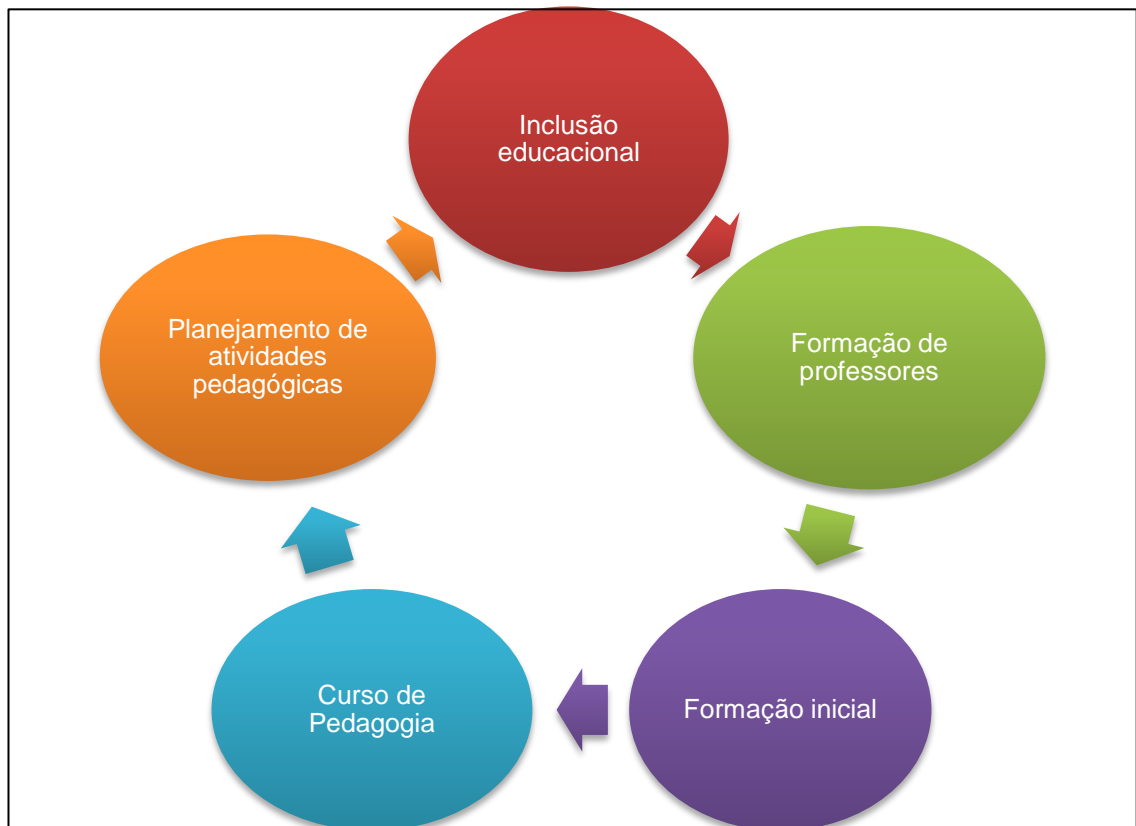 Inclusão
educacional
Formação de
professores
Formação inicial
Curso de
Pedagogia
Planejamento de
atividades
pedagógicas